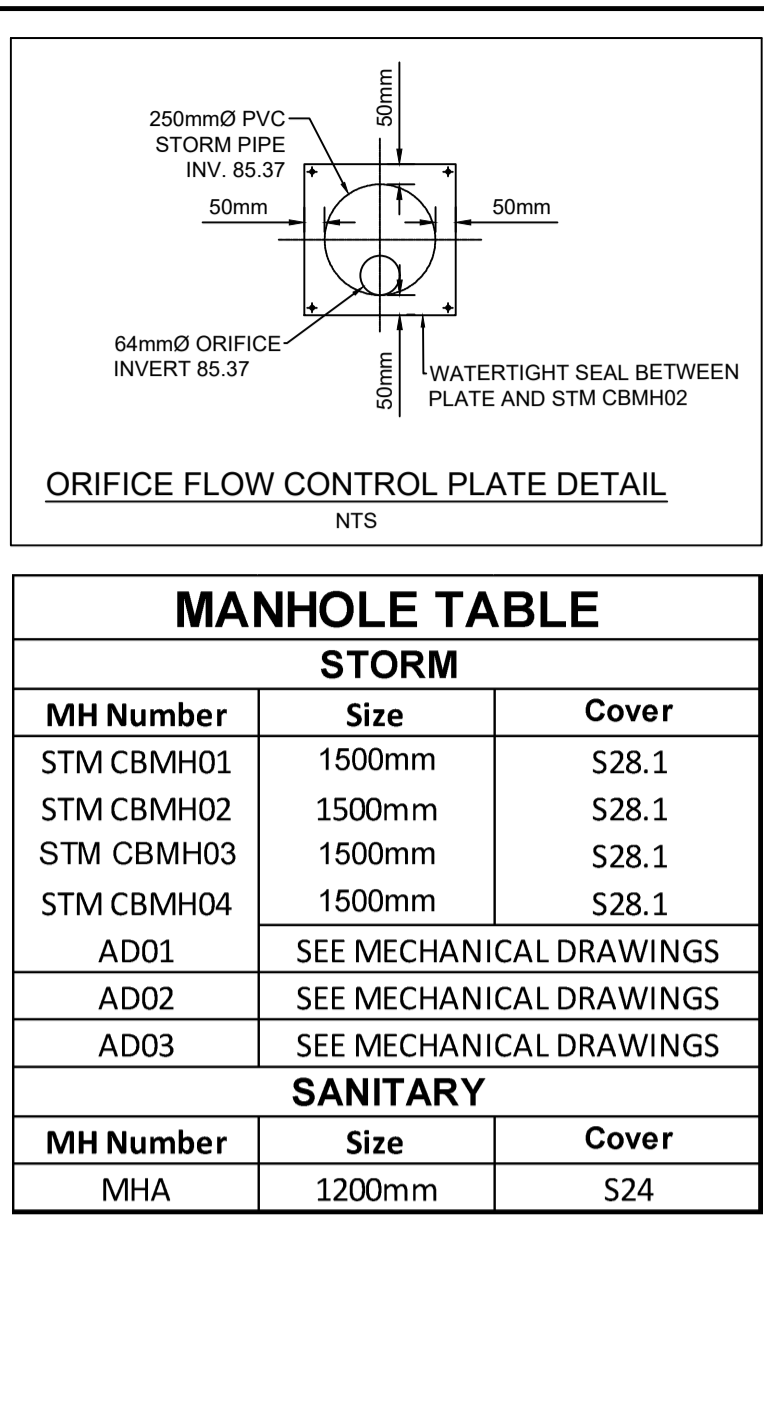 50mm
250mmØ PVC
STORM PIPE
INV. 85.37
50mm
50mm
64mmØ ORIFICE
INVERT 85.37
50mm
WATERTIGHT SEAL BETWEEN
PLATE AND STM CBMH02
ORIFICE FLOW CONTROL PLATE DETAIL
NTS
MANHOLE TABLE
STORM
MH Number Size Cover
STM CBMH01 1500mm S28.1
STM CBMH02 1500mm S28.1
STM CBMH03 1500mm S28.1
STM CBMH04 1500mm S28.1
AD01 SEE MECHANICAL DRAWINGS
AD02 SEE MECHANICAL DRAWINGS
AD03 SEE MECHANICAL DRAWINGS
SANITARY
MH Number Size Cover
MHA 1200mm S24